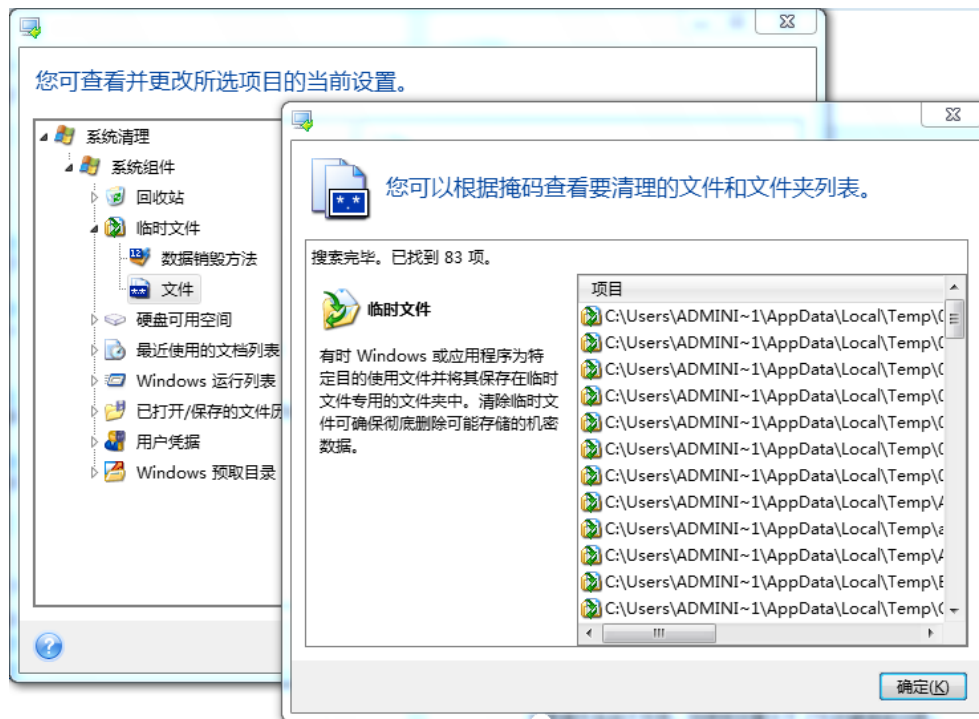 您可查看并更改所选项目的当前设置。
系统清理
系统组件
回收站
临时文件
数据销毁方法
文件
硬盘可用空间
最近使用的文档列表
Windows 运行列表
已打开/保存的文件历
用户凭据
Windows 预取目录
您可以根据掩码查看要清理的文件和文件夹列表。
搜索完毕。已找到 83 项。
临时文件
有时 Windows 或应用程序为特
定目的使用文件并将其保存在临时
文件专用的文件夹中。清除临时文
件可确保彻底删除可能存储的机密
数据。
项目
C:\Users\ADMINI~1\AppData\Local\Temp\
C:\Users\ADMINI~1\AppData\Local\Temp\
C:\Users\ADMINI~1\AppData\Local\Temp\
C:\Users\ADMINI~1\AppData\Local\Temp\
C:\Users\ADMINI~1\AppData\Local\Temp\
C:\Users\ADMINI~1\AppData\Local\Temp\
C:\Users\ADMINI~1\AppData\Local\Temp\
C:\Users\ADMINI~1\AppData\Local\Temp\A
C:\Users\ADMINI~1\AppData\Local\Temp\a
C:\Users\ADMINI~1\AppData\Local\Temp\A
C:\Users\ADMINI~1\AppData\Local\Temp\
C:\Users\ADMINI~1\AppData\Local\Temp\
确定(K)